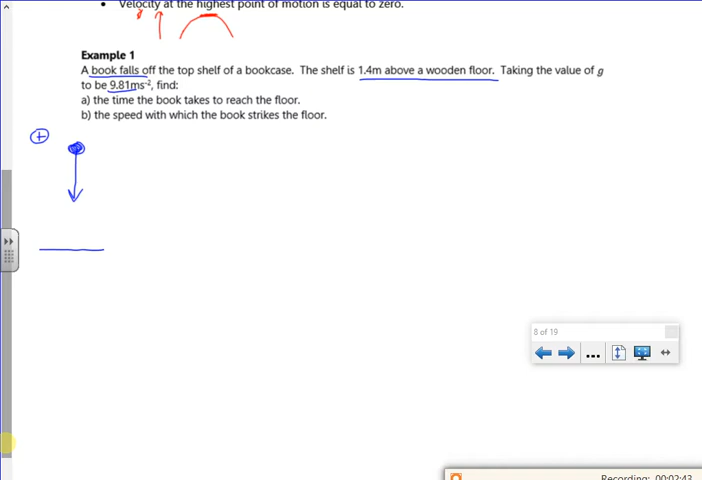 • Velocity at the highest point of motion is equal to zero.
Example 1
A book falls off the top shelf of a bookcase. The shelf is 1.4m above a wooden floor. Taking the value of g
to be 9.81ms⁻², find:
a) the time the book takes to reach the floor.
b) the speed with which the book strikes the floor.
+
8 of 19
...
Recording: 00:02:43